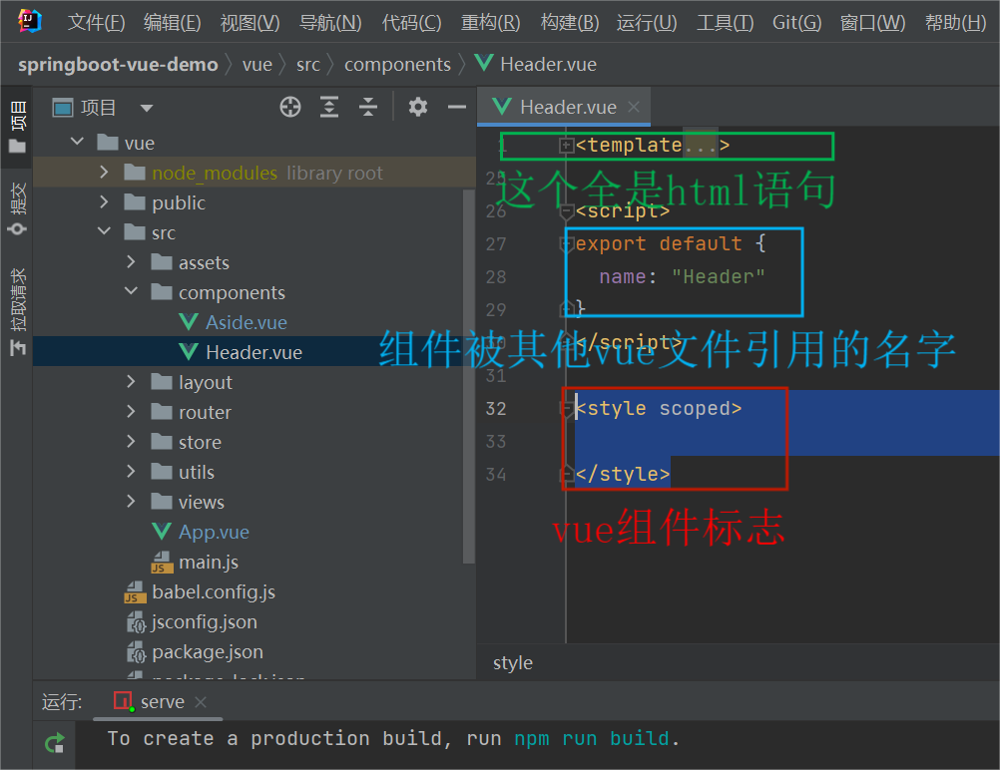 文件(F) 编辑(E) 视图(V) 导航(N) 代码(C) 重构(R) 构建(B) 运行(U) 工具(T) Git(G) 窗口(W) 帮助(H)
springboot-vue-demo 〉 vue 〉 src 〉 components 〉 Header.vue
项目
提交
拉取请求
项目
vue
node_modules library root
public
src
assets
components
Aside.vue
Header.vue
layout
router
store
utils
views
App.vue
main.js
babel.config.js
jsconfig.json
package.json
Header.vue
1 <template...>
这个全是html语句
26 <script>
27 export default {
28 name: "Header"
29 }
</script>
组件被其他vue文件引用的名字
31
32 <style scoped>
33
34 </style>
vue组件标志
style
运行: serve
To create a production build, run npm run build.